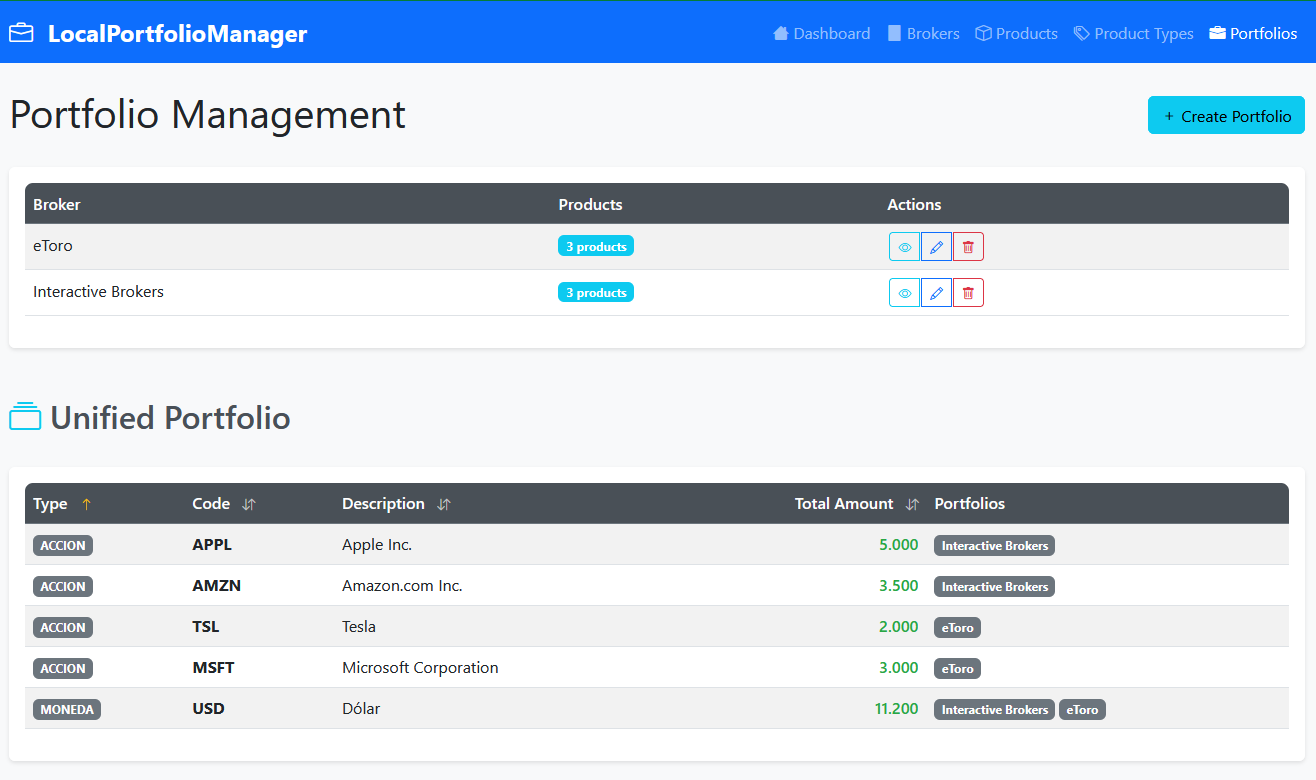 LocalPortfolioManager Dashboard Brokers Products Product Types Portfolios
Portfolio Management + Create Portfolio
Broker Products Actions
eToro 3 products
Interactive Brokers 3 products
Unified Portfolio
Type Code Description Total Amount Portfolios
ACCION APPL Apple Inc. 5.000 Interactive Brokers
ACCION AMZN Amazon.com Inc. 3.500 Interactive Brokers
ACCION TSL Tesla 2.000 eToro
ACCION MSFT Microsoft Corporation 3.000 eToro
MONEDA USD Dólar 11.200 Interactive Brokers eToro